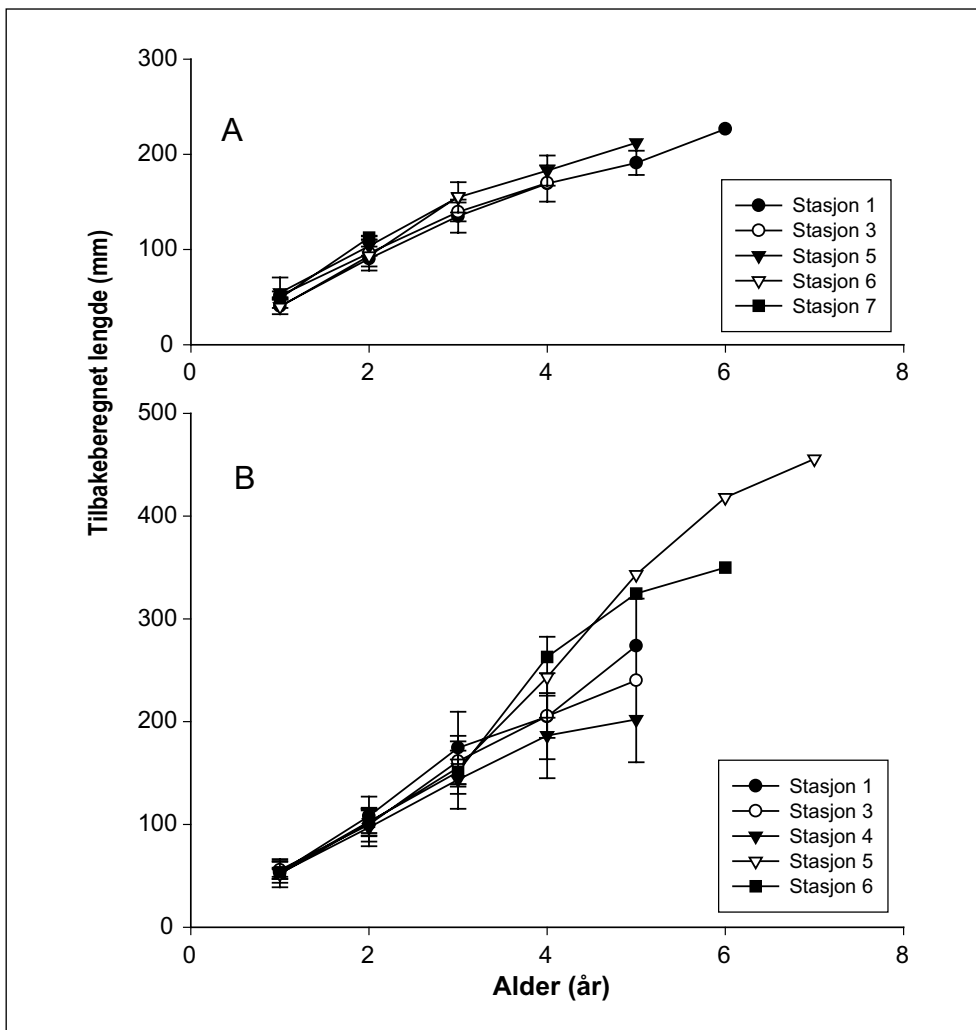 Tilbakeberegnet lengde (mm)
300
200
100
0
A
Stasjon 1
Stasjon 3
Stasjon 5
Stasjon 6
Stasjon 7
0 2 4 6 8
500
400
300
200
100
0
B
Stasjon 1
Stasjon 3
Stasjon 4
Stasjon 5
Stasjon 6
0 2 4 6 8
Alder (år)